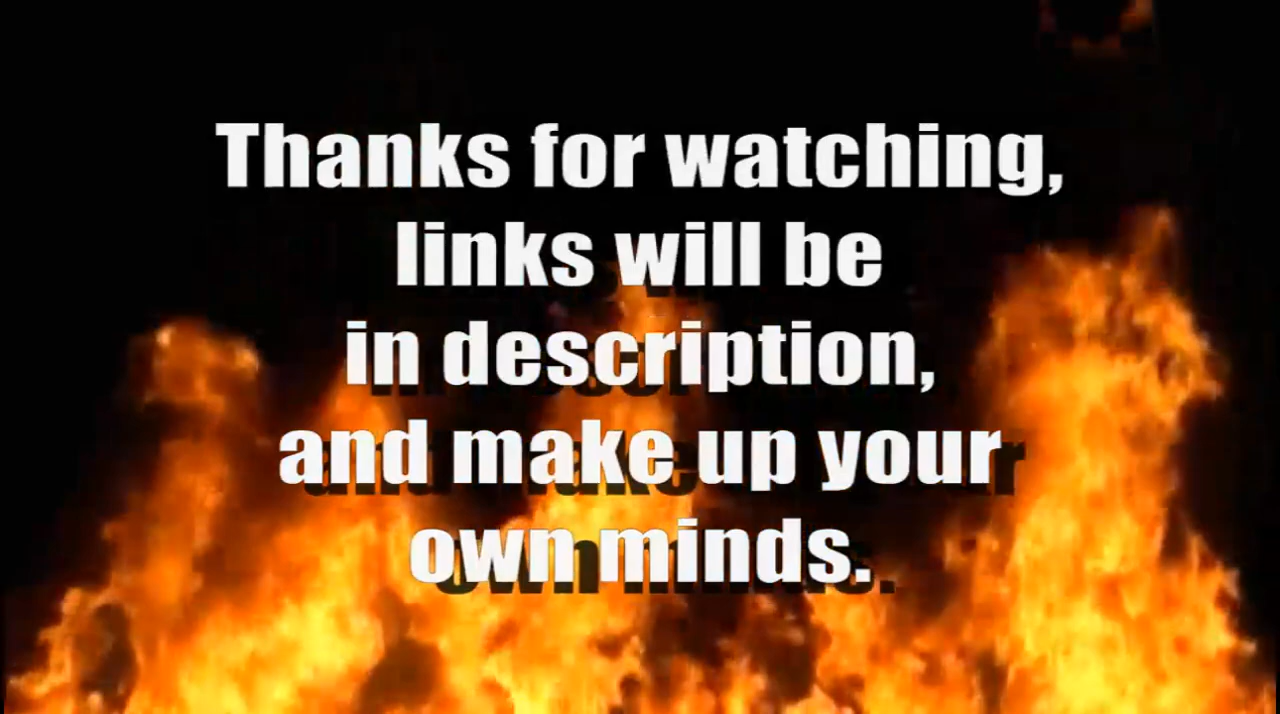 Thanks for watching,
links will be
in description,
and make up your
own minds.